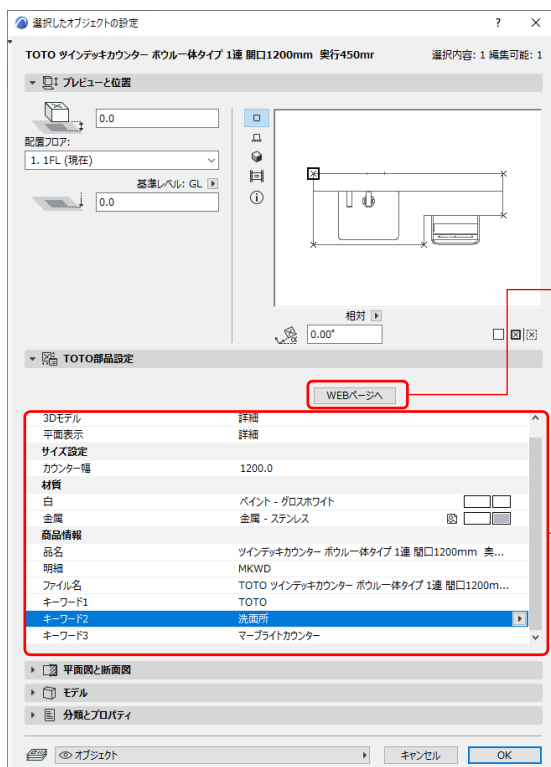 選択したオブジェクトの設定 ? ×
TOTO ツインデッキカウンター ボウル一体タイプ 1連 間口1200mm 奥行450mr 選択内容: 1 編集可能: 1
プレビューと位置
0.0
配置フロア:
1. 1FL (現在)
基準レベル: GL
0.0
相対
0.00°
TOTO部品設定
WEBページへ
3Dモデル 詳細
平面表示 詳細
サイズ設定
カウンター幅 1200.0
材質
白 ペイント - グロスホワイト
金属 金属 - ステンレス
商品情報
品名 ツインデッキカウンター ボウル一体タイプ 1連 間口1200mm 奥...
明細 MKWD
ファイル名 TOTO ツインデッキカウンター ボウル一体タイプ 1連 間口1200m...
キーワード1 TOTO
キーワード2 洗面所
キーワード3 マーブライトカウンター
平面図と断面図
モデル
分類とプロパティ
オブジェクト キャンセル OK